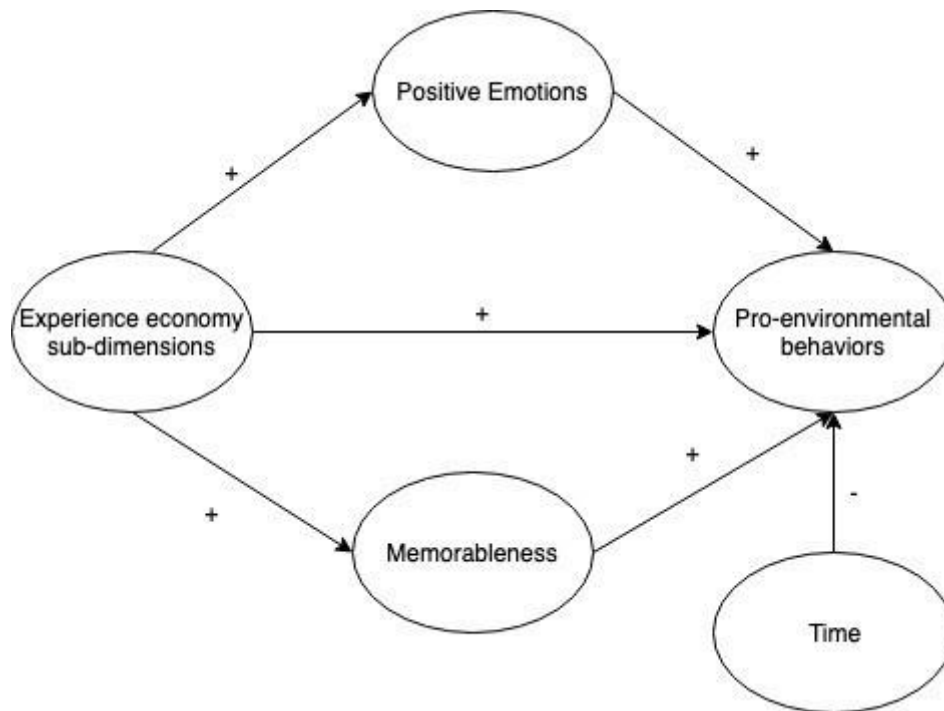 Positive Emotions
+
+
Experience economy
sub-dimensions
+
Pro-environmental
behaviors
+
+
Memorableness
-
Time